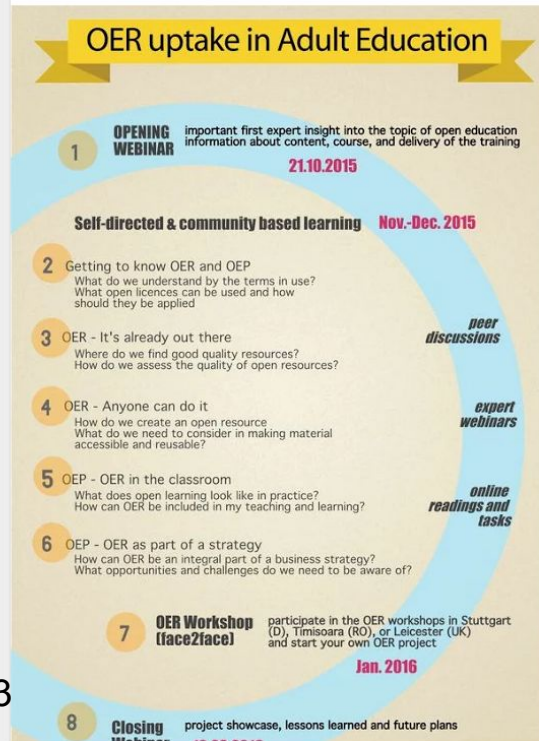 OER uptake in Adult Education
1
OPENING
WEBINAR
important first expert insight into the topic of open education
information about content, course, and delivery of the training
21.10.2015
Self-directed & community based learning Nov.-Dec. 2015
2 Getting to know OER and OEP
What do we understand by the terms in use?
What open licences can be used and how
should they be applied
3 OER - It's already out there
Where do we find good quality resources?
How do we assess the quality of open resources?
peer
discussions
4 OER - Anyone can do it
How do we create an open resource
What do we need to consider in making material
accessible and reusable?
expert
webinars
5 OEP - OER in the classroom
What does open learning look like in practice?
How can OER be included in my teaching and learning?
online
readings and
tasks
6 OEP - OER as part of a strategy
How can OER be an integral part of a business strategy?
What opportunities and challenges do we need to be aware of?
7
OER Workshop
(face2face)
participate in the OER workshops in Stuttgart
(D), Timisoara (RO), or Leicester (UK)
and start your own OER project
Jan. 2016
3
8
Closing
project showcase, lessons learned and future plans